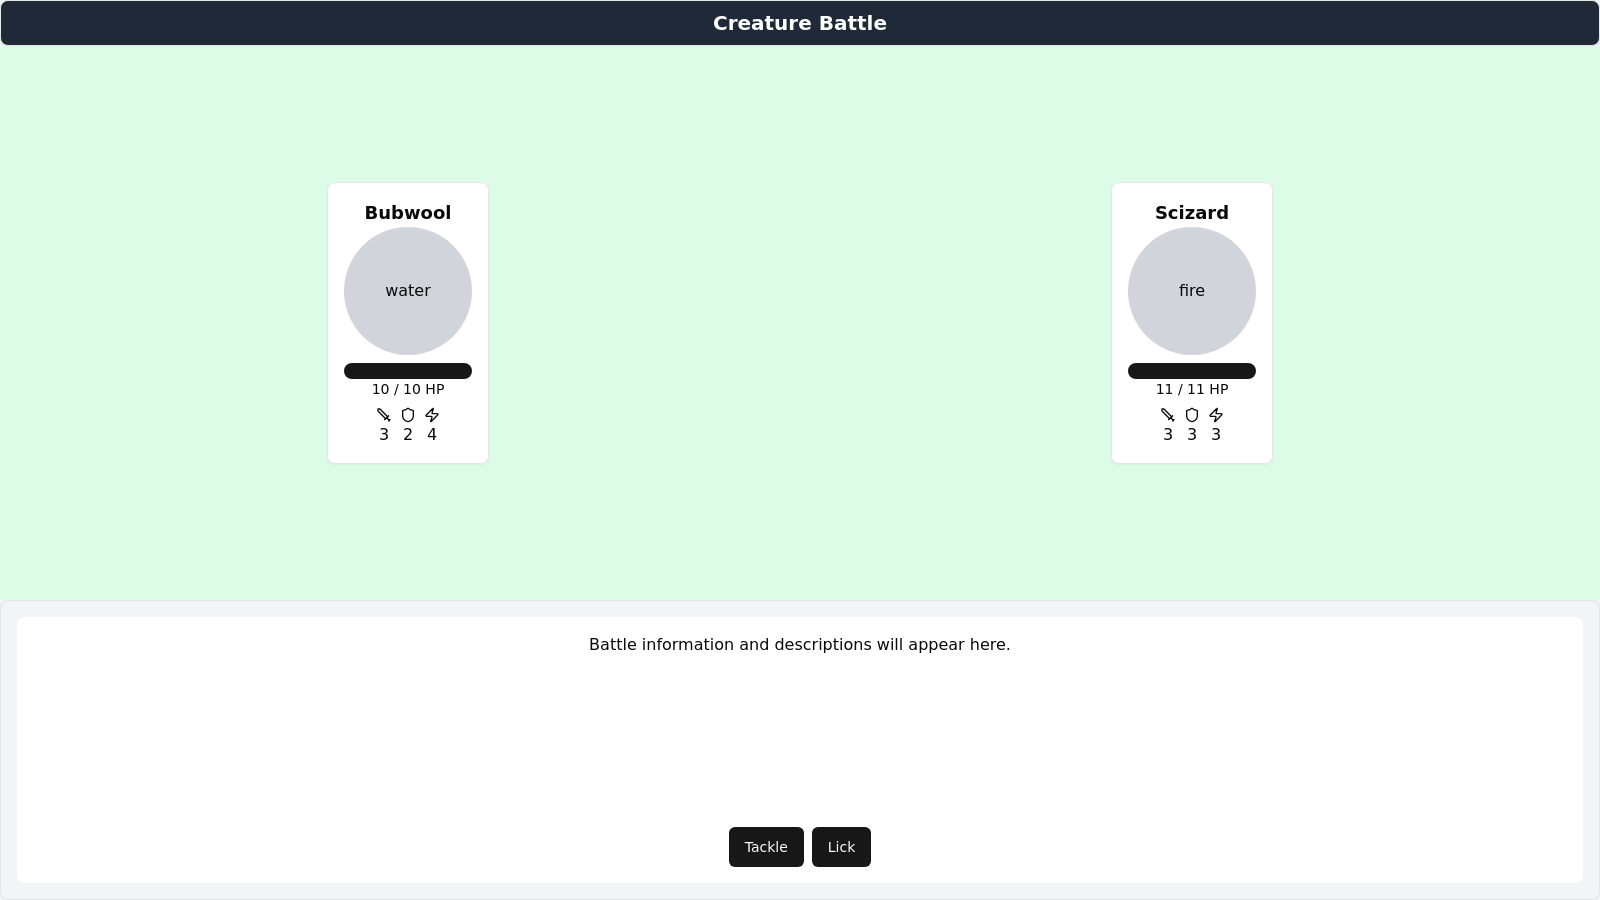 Creature Battle
Bubwool
water
10 / 10 HP
3 2 4
Scizard
fire
11 / 11 HP
3 3 3
Battle information and descriptions will appear here.
Tackle
Lick